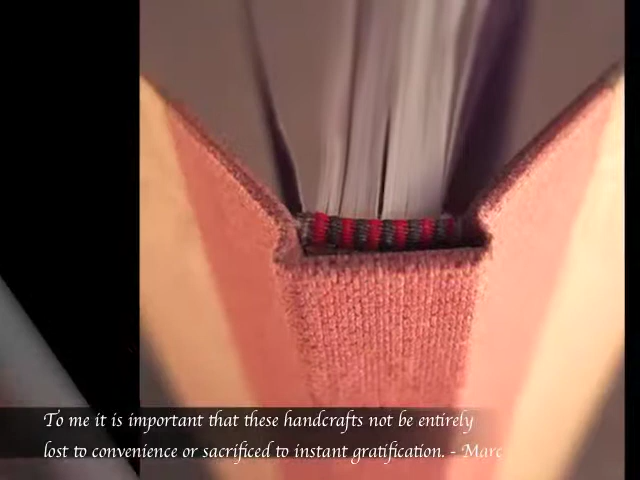 To me it is important that these handcrafts not be entirely
lost to convenience or sacrificed to instant gratification. - Marc